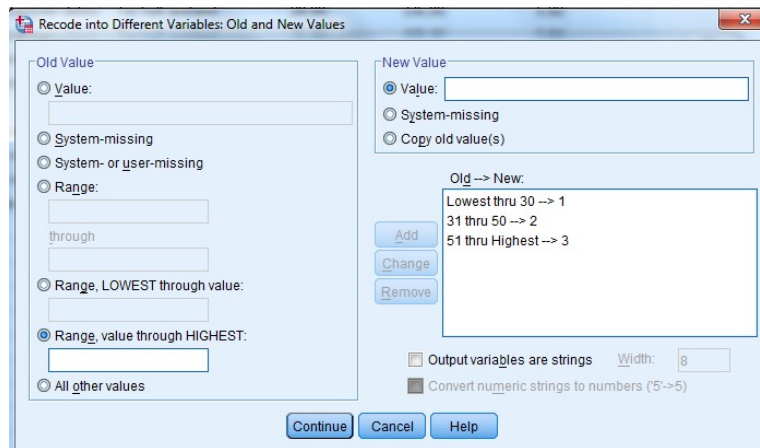 Recode into Different Variables: Old and New Values
Old Value
Value:
System-missing
System- or user-missing
Range:
through
Range, LOWEST through value:
Range, value through HIGHEST:
All other values
New Value
Value:
System-missing
Copy old value(s)
Old --> New:
Lowest thru 30 --> 1
31 thru 50 --> 2
51 thru Highest --> 3
Add
Change
Remove
Output variables are strings Width: 8
Convert numeric strings to numbers ('5'->5)
Continue Cancel Help